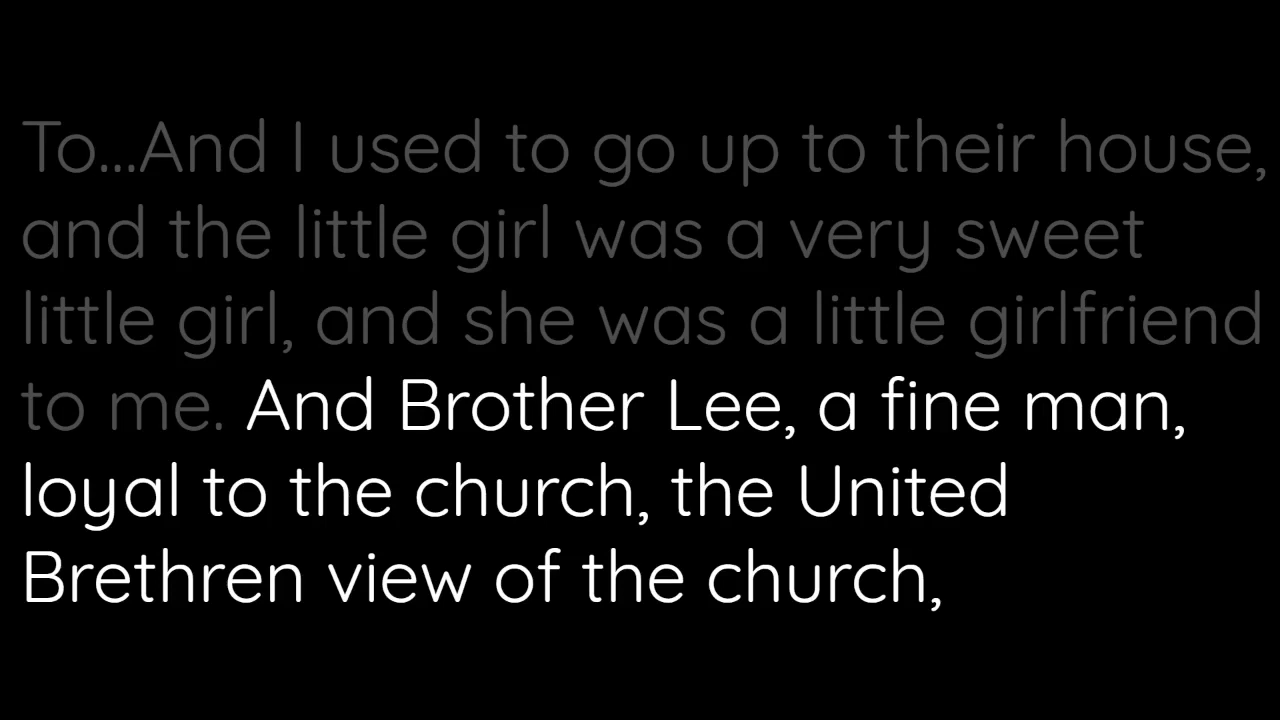 To...And I used to go up to their house,
and the little girl was a very sweet
little girl, and she was a little girlfriend
to me. And Brother Lee, a fine man,
loyal to the church, the United
Brethren view of the church,